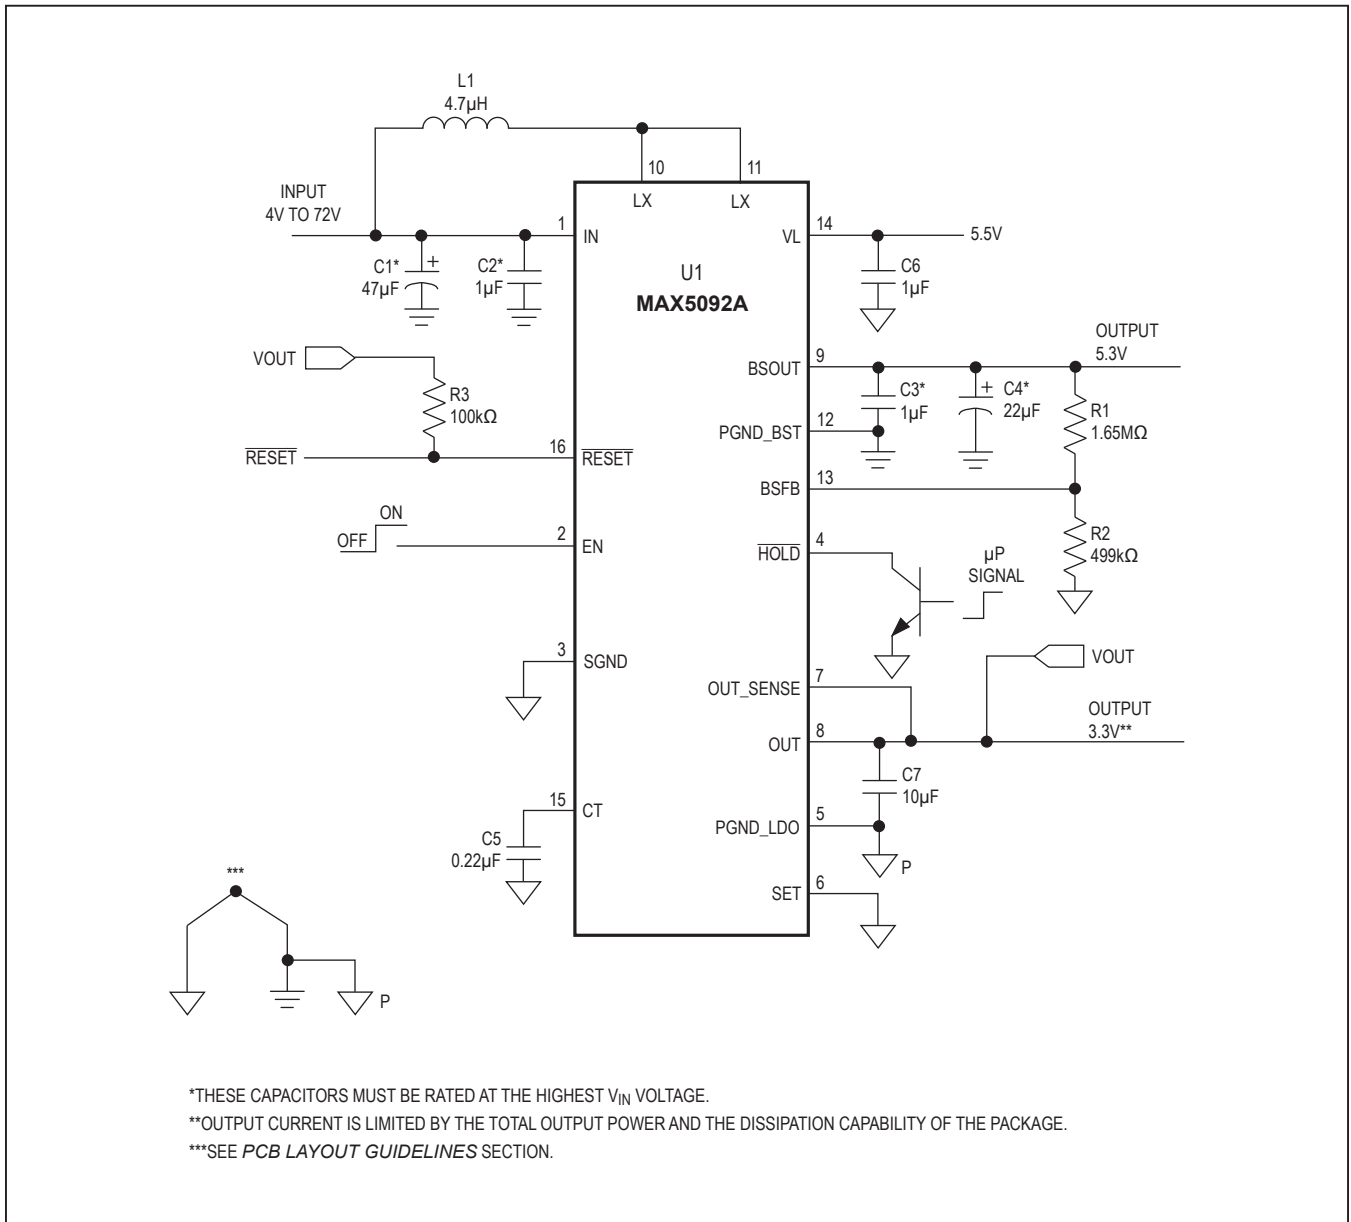 L1
4.7µH
10
11
LX
LX
INPUT
4V TO 72V
1
IN
VL
14
5.5V
C1*
+
47µF
C2*
1µF
U1
MAX5092A
C6
1µF
VOUT
R3
100kΩ
BSOUT
9
OUTPUT
5.3V
C3*
1µF
+
C4*
22µF
R1
1.65MΩ
PGND_BST
12
RESET
16
RESET
BSFB
13
OFF
ON
2
EN
HOLD
4
µP
SIGNAL
R2
499kΩ
3
SGND
VOUT
OUT_SENSE
7
OUT
8
OUTPUT
3.3V**
C7
10µF
15
CT
C5
0.22µF
PGND_LDO
5
P
SET
6
***
P
*THESE CAPACITORS MUST BE RATED AT THE HIGHEST VIN VOLTAGE.
**OUTPUT CURRENT IS LIMITED BY THE TOTAL OUTPUT POWER AND THE DISSIPATION CAPABILITY OF THE PACKAGE.
***SEE PCB LAYOUT GUIDELINES SECTION.